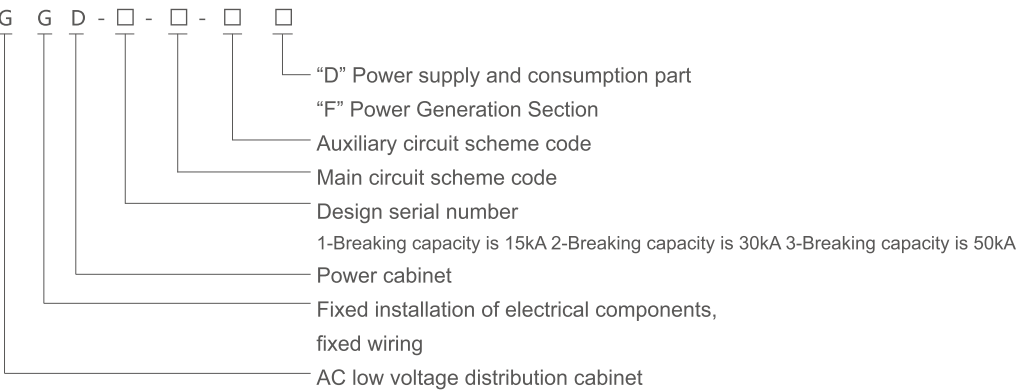 G G D - □ - □ - □ □
“D” Power supply and consumption part
“F” Power Generation Section
Auxiliary circuit scheme code
Main circuit scheme code
Design serial number
1-Breaking capacity is 15kA 2-Breaking capacity is 30kA 3-Breaking capacity is 50kA
Power cabinet
Fixed installation of electrical components,
fixed wiring
AC low voltage distribution cabinet